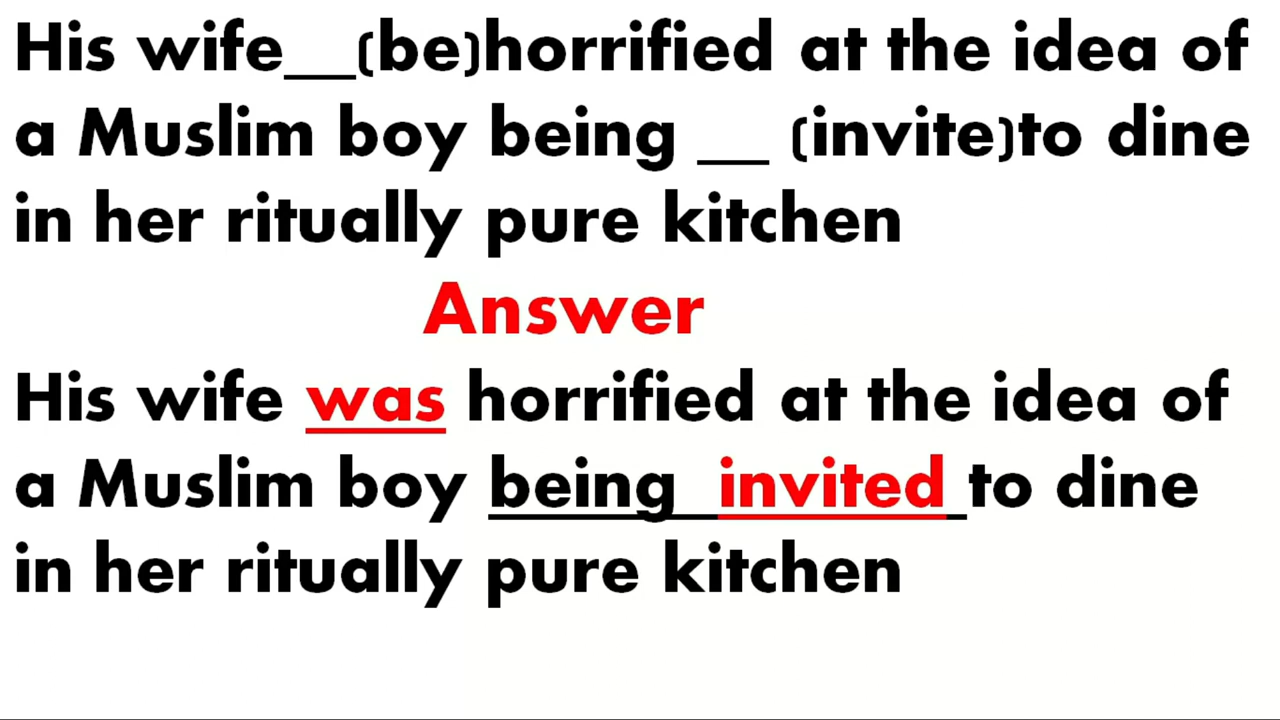 His wife__(be)horrified at the idea of
a Muslim boy being __ (invite)to dine
in her ritually pure kitchen
Answer
His wife was horrified at the idea of
a Muslim boy being invited to dine
in her ritually pure kitchen